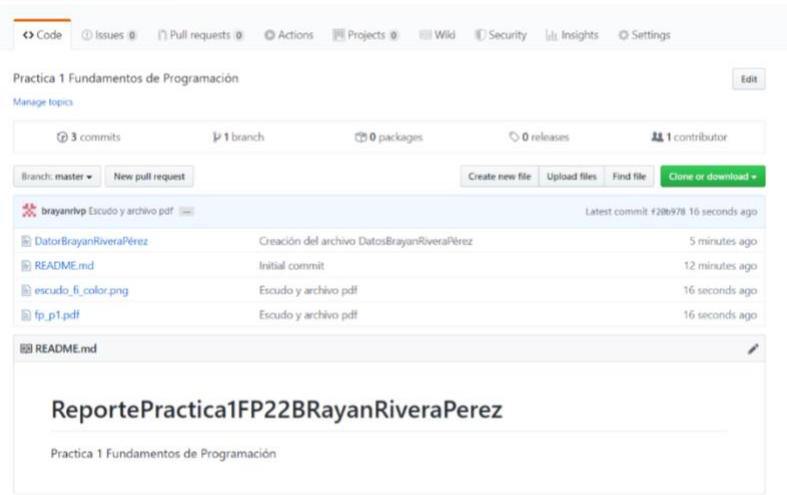 Code Issues 0 Pull requests 0 Actions Projects 0 Wiki Security Insights Settings
Practica 1 Fundamentos de Programación Edit
Manage topics
3 commits 1 branch 0 packages 0 releases 1 contributor
Branch: master New pull request Create new file Upload files Find file Clone or download
brayanrlvp Escudo y archivo pdf ... Latest commit f20b978 16 seconds ago
DatorBrayanRiveraPérez Creación del archivo DatosBrayanRiveraPérez 5 minutes ago
README.md Initial commit 12 minutes ago
escudo_fi_color.png Escudo y archivo pdf 16 seconds ago
fp_p1.pdf Escudo y archivo pdf 16 seconds ago
README.md
ReportePractica1FP22BRayanRiveraPerez
Practica 1 Fundamentos de Programación